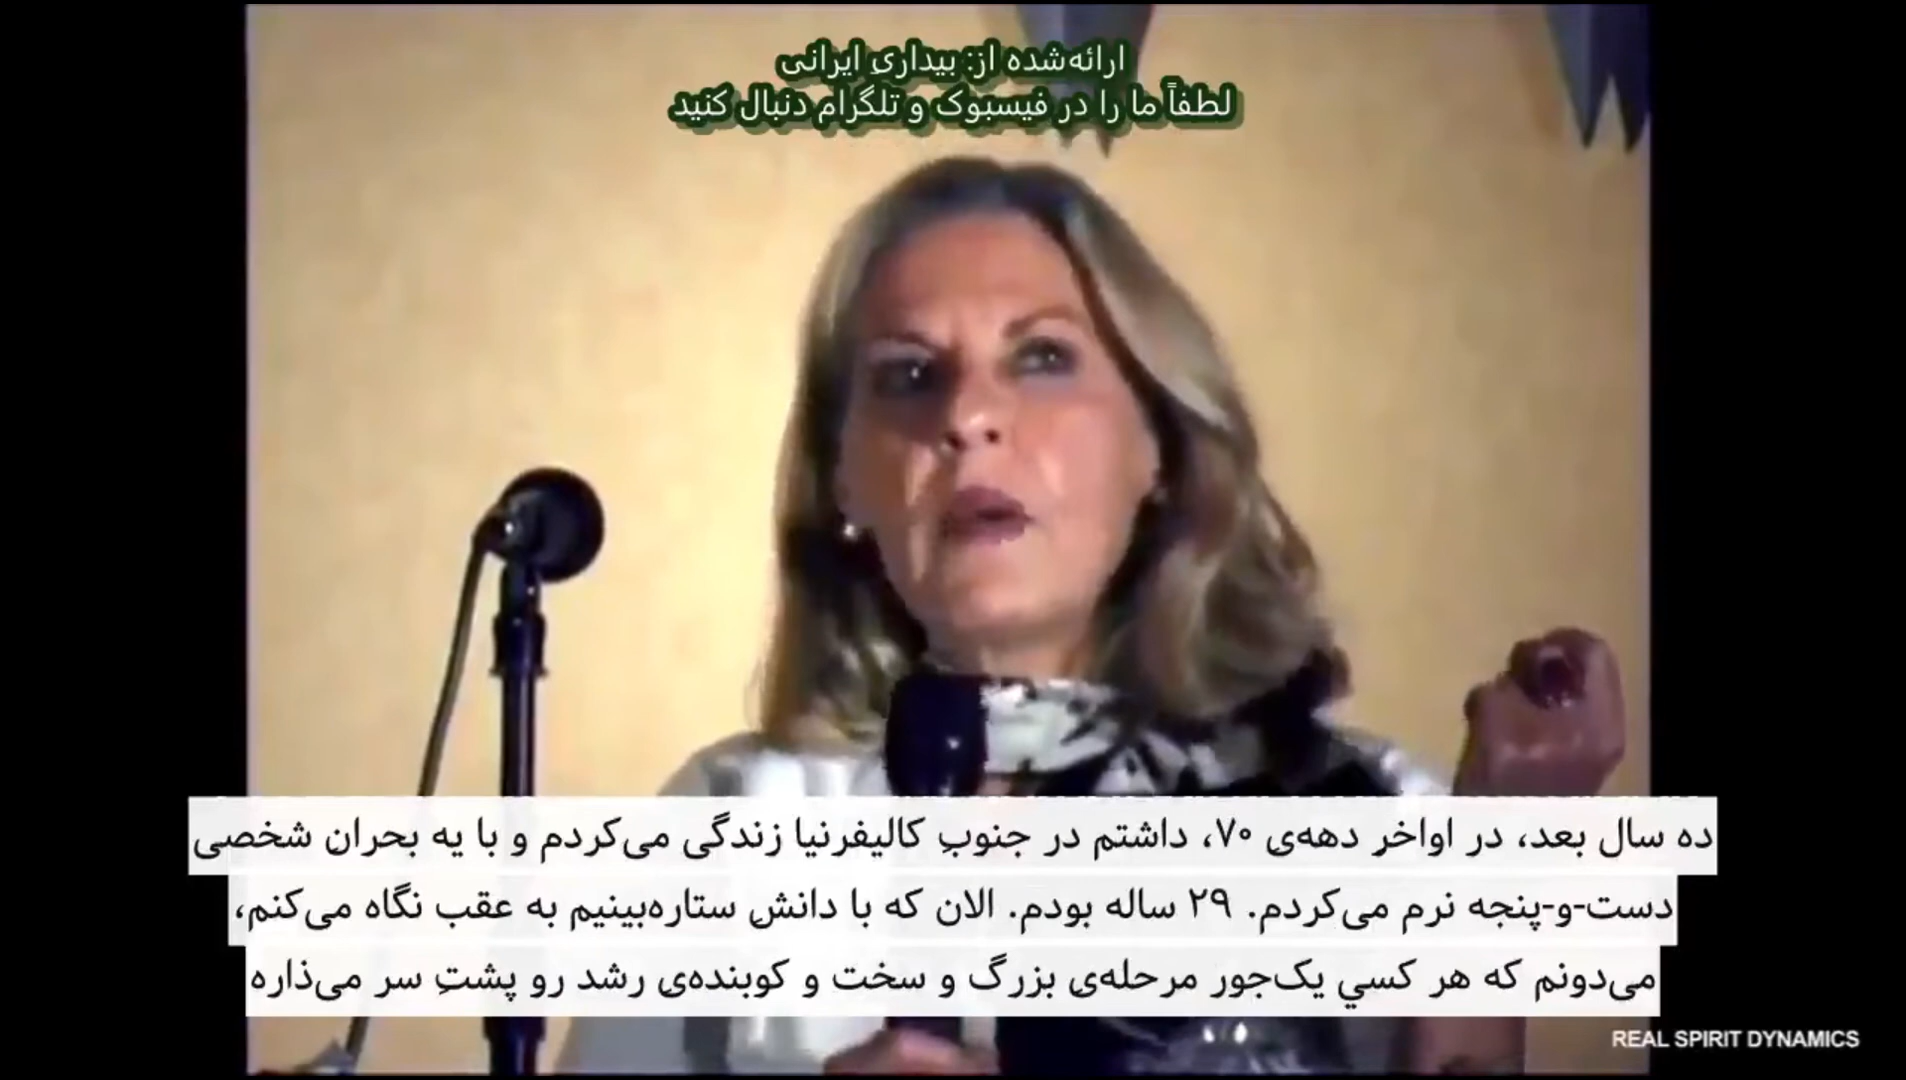 ارائه‌شده از: بیداریِ ایرانی
لطفاً ما را در فیسبوک و تلگرام دنبال کنید
ده سال بعد، در اواخرِ دهه‌یِ ۷۰، داشتم در جنوبِ کالیفرنیا زندگی می‌کردم و با یه بحران شخصی
دست-و-پنجه نرم می‌کردم. ۲۹ ساله بودم. الان که با دانشِ ستاره‌بینیم به عقب نگاه می‌کنم،
می‌دونم که هر کسي یک‌جور مرحله‌یِ بزرگ و سخت و کوبنده‌یِ رشد رو پشتِ سر می‌ذاره
REAL SPIRIT DYNAMICS